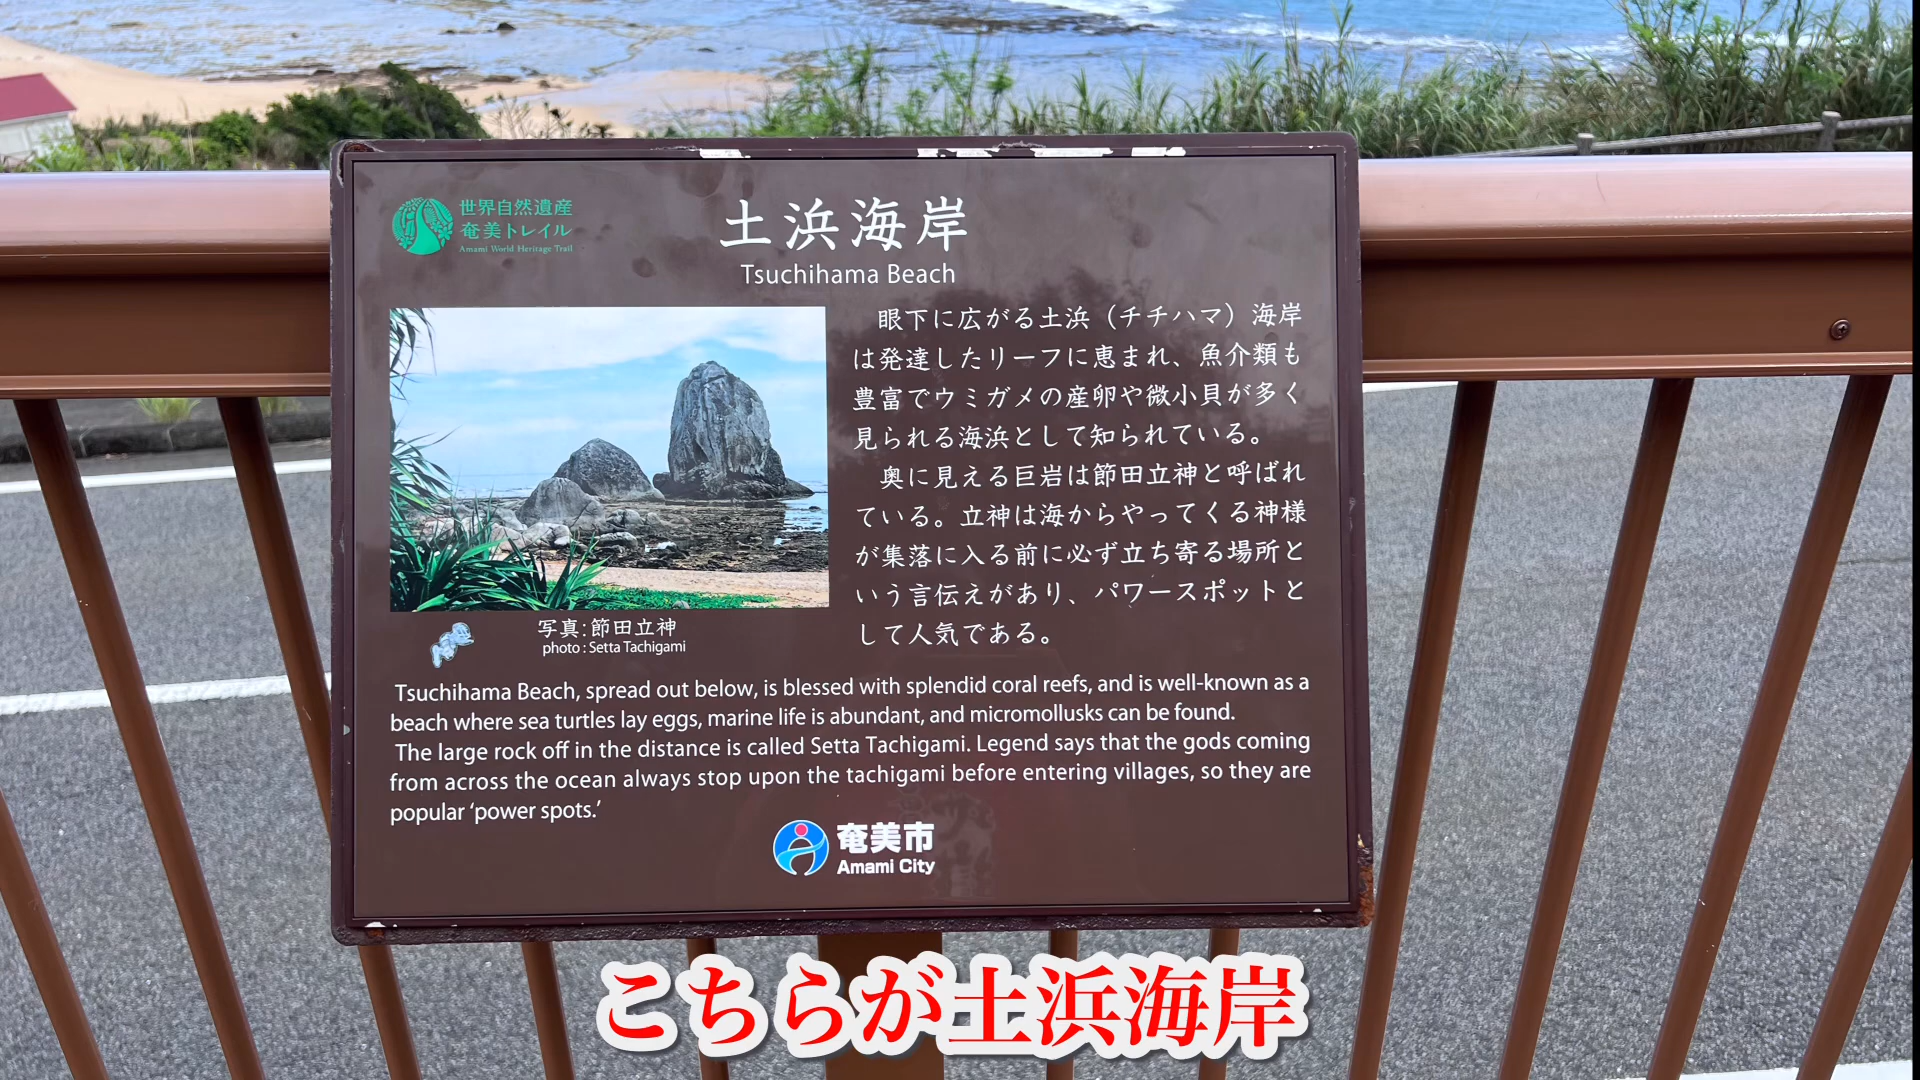 世界自然遺産
奄美トレイル
Amami World Heritage Trail
土浜海岸
Tsuchihama Beach
眼下に広がる土浜（チチハマ）海岸
は発達したリーフに恵まれ、魚介類も
豊富でウミガメの産卵や微小貝が多く
見られる海浜として知られている。
奥に見える巨岩は節田立神と呼ばれ
ている。立神は海からやってくる神様
が集落に入る前に必ず立ち寄る場所と
いう言伝えがあり、パワースポットと
して人気である。
写真:節田立神
photo : Setta Tachigami
Tsuchihama Beach, spread out below, is blessed with splendid coral reefs, and is well-known as a
beach where sea turtles lay eggs, marine life is abundant, and micromollusks can be found.
The large rock off in the distance is called Setta Tachigami. Legend says that the gods coming
from across the ocean always stop upon the tachigami before entering villages, so they are
popular ‘power spots.’
奄美市
Amami City
こちらが土浜海岸